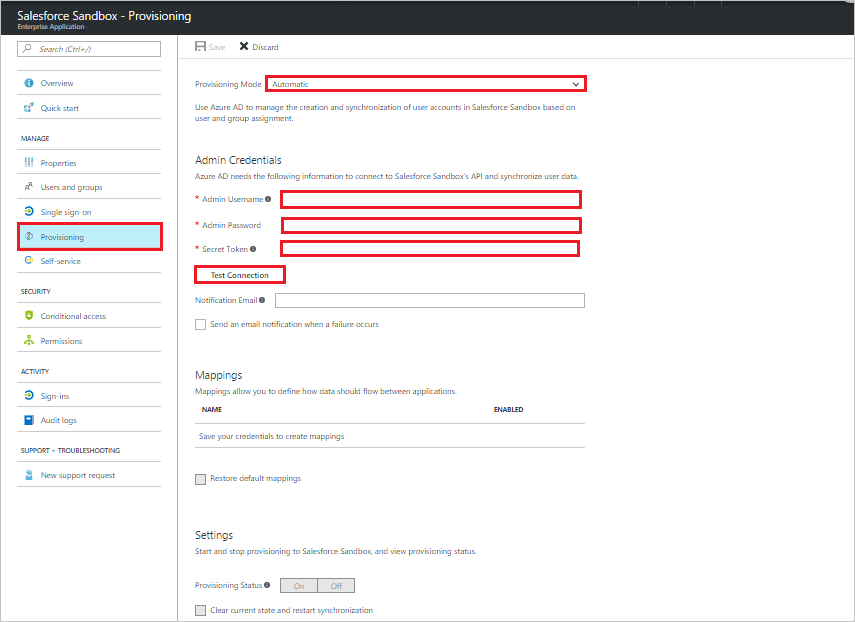 Salesforce Sandbox - Provisioning
Enterprise Application
Search (Ctrl+/)
Overview
Quick start
MANAGE
Properties
Users and groups
Single sign-on
Provisioning
Self-service
SECURITY
Conditional access
Permissions
ACTIVITY
Sign-ins
Audit logs
SUPPORT + TROUBLESHOOTING
New support request
Save Discard
Provisioning Mode Automatic
Use Azure AD to manage the creation and synchronization of user accounts in Salesforce Sandbox based on
user and group assignment.
Admin Credentials
Azure AD needs the following information to connect to Salesforce Sandbox's API and synchronize user data.
* Admin Username
* Admin Password
* Secret Token
Test Connection
Notification Email
Send an email notification when a failure occurs
Mappings
Mappings allow you to define how data should flow between applications.
NAME ENABLED
Save your credentials to create mappings
Restore default mappings
Settings
Start and stop provisioning to Salesforce Sandbox, and view provisioning status.
Provisioning Status On Off
Clear current state and restart synchronization